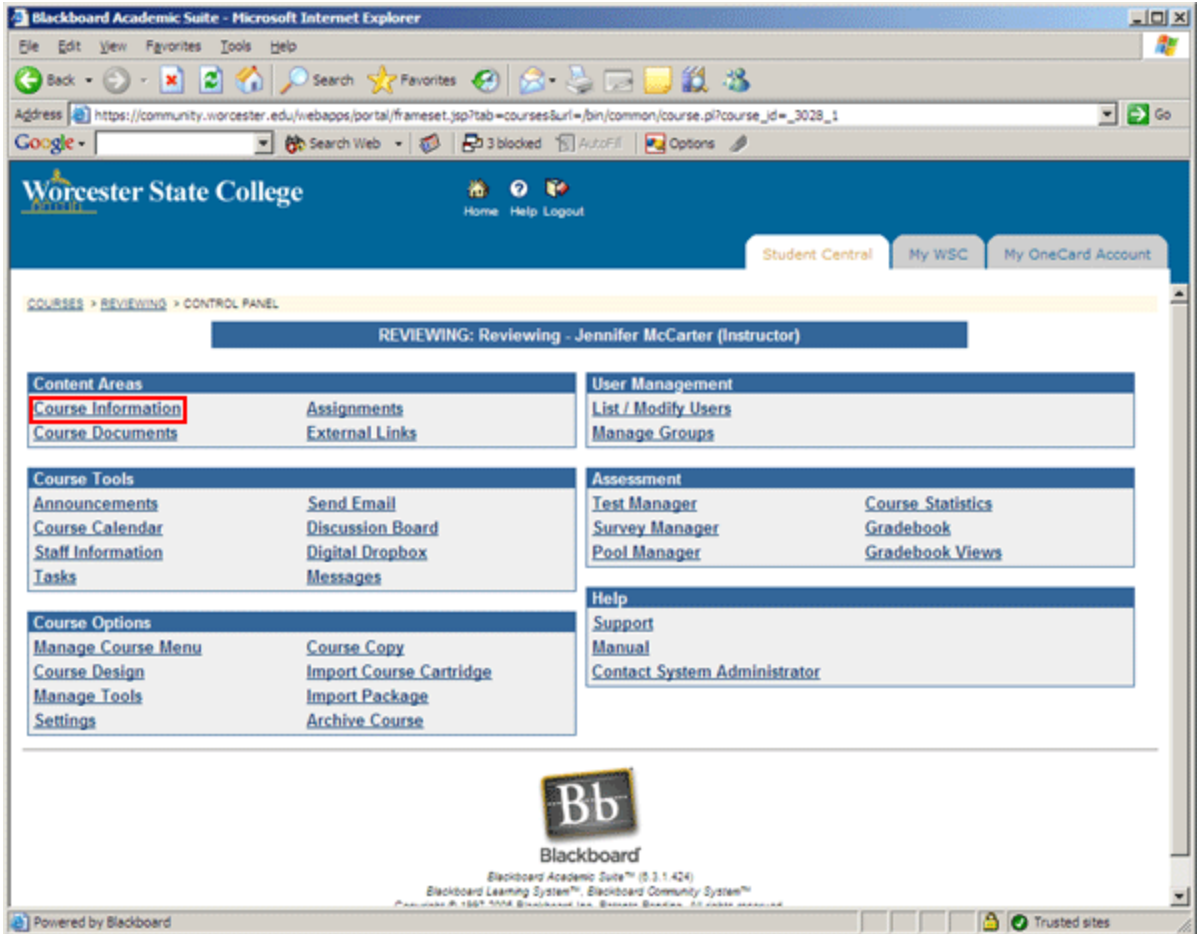 Blackboard Academic Suite - Microsoft Internet Explorer
File Edit View Favorites Tools Help
Back Search Favorites
Address https://community.worcester.edu/webapps/portal/frameset.jsp?tab=courses&url=/bin/common/course.pl?course_id=_3028_1 Go
Google Search Web 3 blocked AutoFill Options
Worcester State College
Home Help Logout
Student Central My WSC My OneCard Account
COURSES > REVIEWING > CONTROL PANEL
REVIEWING: Reviewing - Jennifer McCarter (Instructor)
Content Areas
Course Information Assignments
Course Documents External Links
User Management
List / Modify Users
Manage Groups
Course Tools
Announcements Send Email
Course Calendar Discussion Board
Staff Information Digital Dropbox
Tasks Messages
Assessment
Test Manager Course Statistics
Survey Manager Gradebook
Pool Manager Gradebook Views
Course Options
Manage Course Menu Course Copy
Course Design Import Course Cartridge
Manage Tools Import Package
Settings Archive Course
Help
Support
Manual
Contact System Administrator
Bb
Blackboard
Blackboard Academic Suite™ (6.3.1.424)
Blackboard Learning System™, Blackboard Community System™
Powered by Blackboard Trusted sites